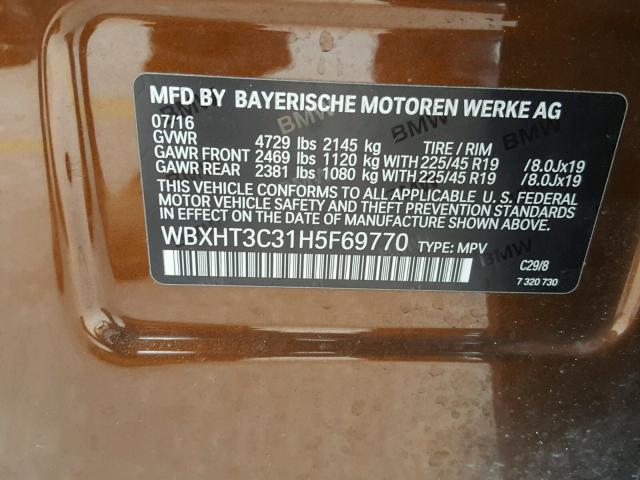 MFD BY BAYERISCHE MOTOREN WERKE AG
07/16
GVWR 4729 lbs 2145 kg TIRE / RIM
GAWR FRONT 2469 lbs 1120 kg WITH 225/45 R19 /8.0Jx19
GAWR REAR 2381 lbs 1080 kg WITH 225/45 R19 /8.0Jx19
THIS VEHICLE CONFORMS TO ALL APPLICABLE U. S. FEDERAL
MOTOR VEHICLE SAFETY AND THEFT PREVENTION STANDARDS
IN EFFECT ON THE DATE OF MANUFACTURE SHOWN ABOVE.
WBXHT3C31H5F69770 TYPE: MPV
C29/8
7 320 730